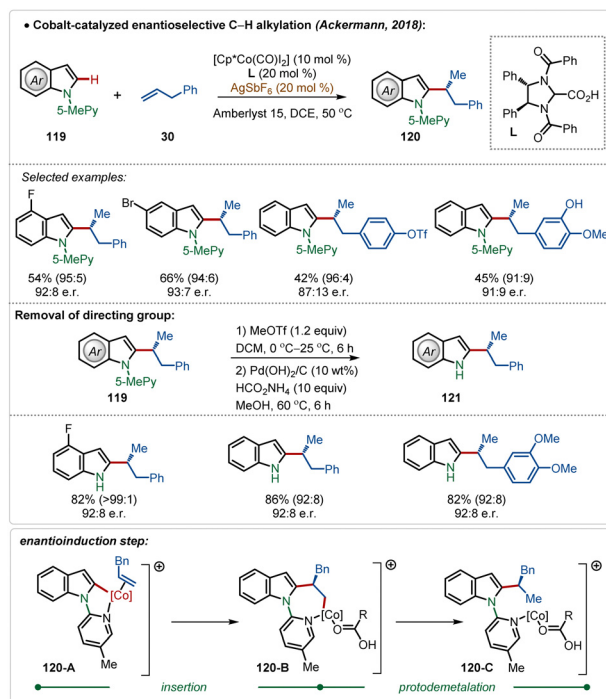 • Cobalt-catalyzed enantioselective C–H alkylation (Ackermann, 2018):
Ar
H
N
5-MePy
119
+
Ph
30
[Cp*Co(CO)I₂] (10 mol %)
L (20 mol %)
AgSbF₆ (20 mol %)
Amberlyst 15, DCE, 50 °C
Ar
Me
N
Ph
5-MePy
120
O
Ph
Ph
N
CO₂H
Ph
N
O
Ph
L
Selected examples:
F
Me
N
Ph
5-MePy
54% (95:5)
92:8 e.r.
Br
Me
N
Ph
5-MePy
66% (94:6)
93:7 e.r.
Me
N
OTf
5-MePy
42% (96:4)
87:13 e.r.
Me
OH
N
OMe
5-MePy
45% (91:9)
91:9 e.r.
Removal of directing group:
Ar
Me
N
Ph
5-MePy
119
1) MeOTf (1.2 equiv)
DCM, 0 °C–25 °C, 6 h
2) Pd(OH)₂/C (10 wt%)
HCO₂NH₄ (10 equiv)
MeOH, 60 °C, 6 h
Ar
Me
N
H
Ph
121
F
Me
N
H
Ph
82% (>99:1)
92:8 e.r.
Me
N
H
Ph
86% (92:8)
92:8 e.r.
Me
OMe
N
H
OMe
82% (92:8)
92:8 e.r.
enantioinduction step:
Bn
[Co]
N
N
Me
⊕
120-A
Bn
N
N
[Co]
R
O
OH
Me
⊕
120-B
Bn
Me
N
N
[Co]
R
O
OH
Me
⊕
120-C
insertion
protodemetalation